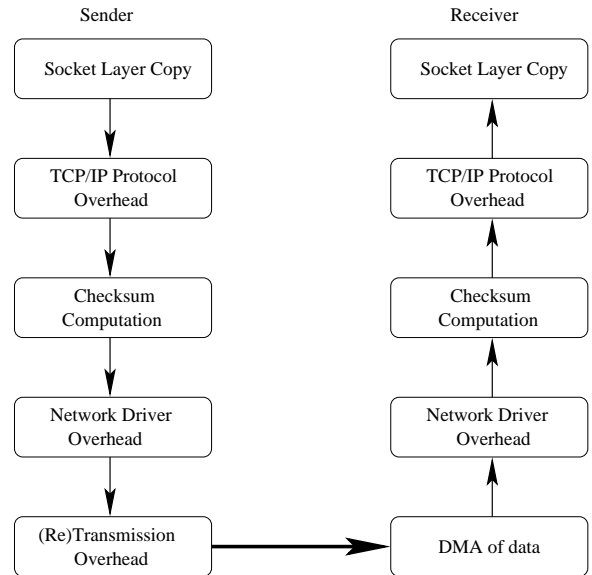 Sender
Socket Layer Copy
TCP/IP Protocol
Overhead
Checksum
Computation
Network Driver
Overhead
(Re)Transmission
Overhead
Receiver
Socket Layer Copy
TCP/IP Protocol
Overhead
Checksum
Computation
Network Driver
Overhead
DMA of data